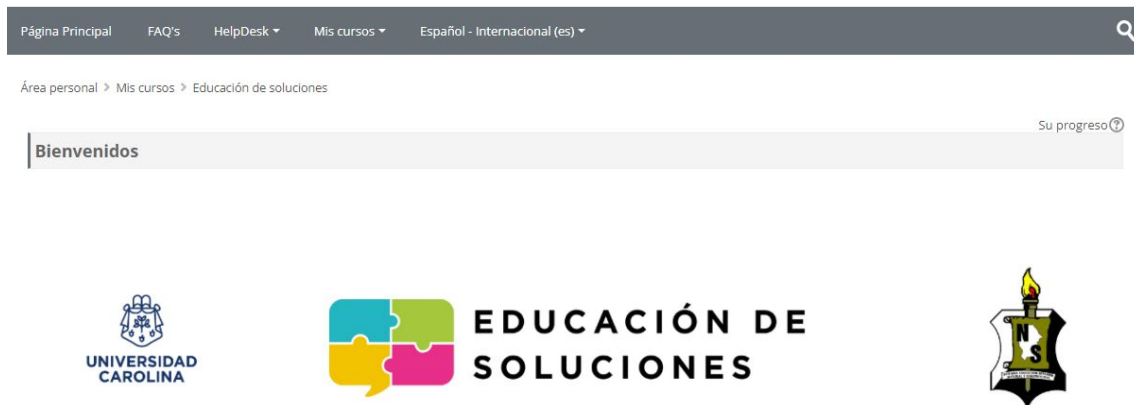 Página Principal FAQ's HelpDesk Mis cursos Español - Internacional (es)
Área personal > Mis cursos > Educación de soluciones
Su progreso
Bienvenidos
EDUCACIÓN DE
SOLUCIONES
UNIVERSIDAD
CAROLINA
N
S